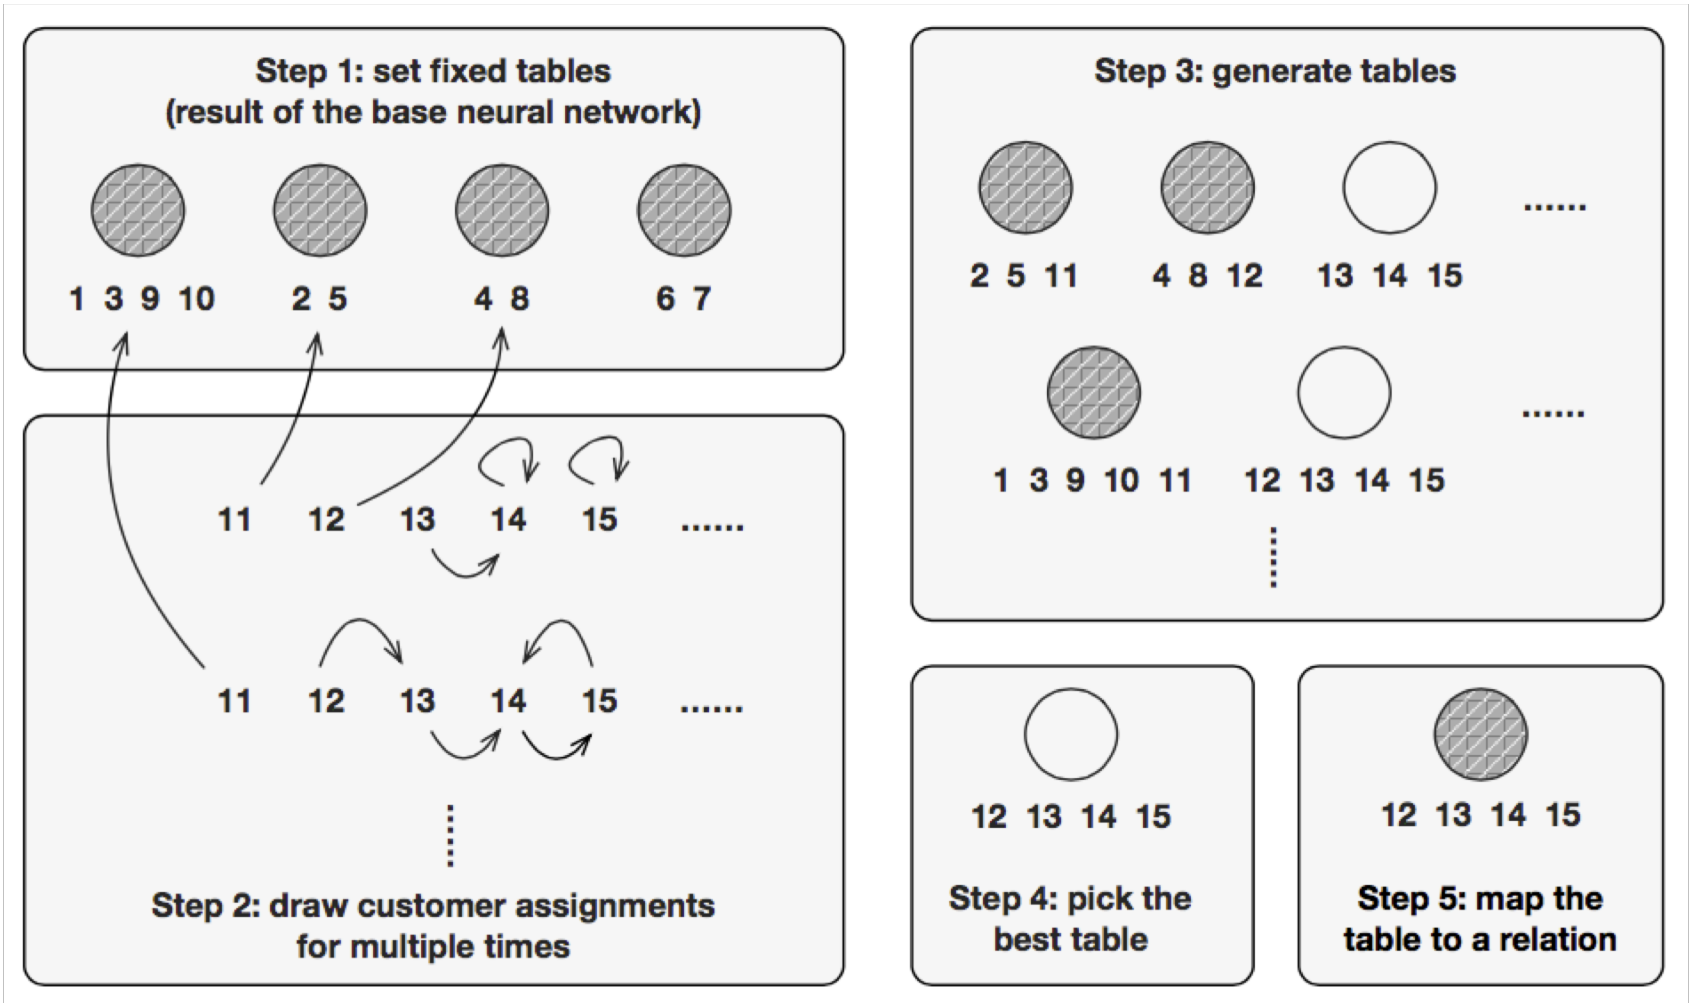 Step 1: set fixed tables
(result of the base neural network)
1 3 9 10
2 5
4 8
6 7
11 12 13 14 15 ......
11 12 13 14 15 ......
Step 2: draw customer assignments
for multiple times
Step 3: generate tables
2 5 11
4 8 12
13 14 15
......
1 3 9 10 11
12 13 14 15
......
12 13 14 15
Step 4: pick the
best table
12 13 14 15
Step 5: map the
table to a relation